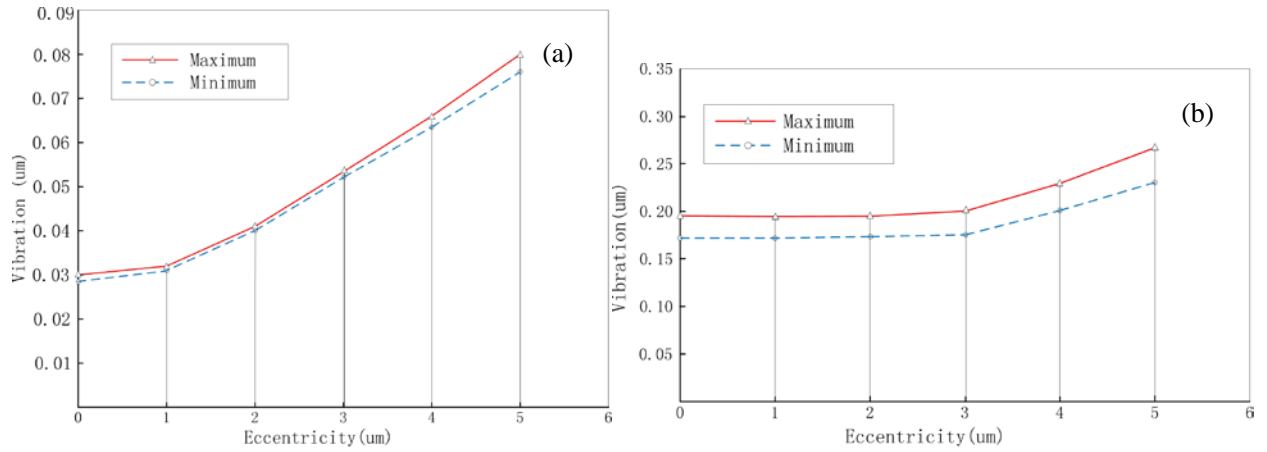 (a)
Maximum
Minimum
Vibration (um)
0.09
0.08
0.07
0.06
0.05
0.04
0.03
0.02
0.01
0 1 2 3 4 5 6
Eccentricity(um)
(b)
Maximum
Minimum
Vibration(um)
0.35
0.30
0.25
0.20
0.15
0.10
0.05
0 1 2 3 4 5 6
Eccentricity(um)